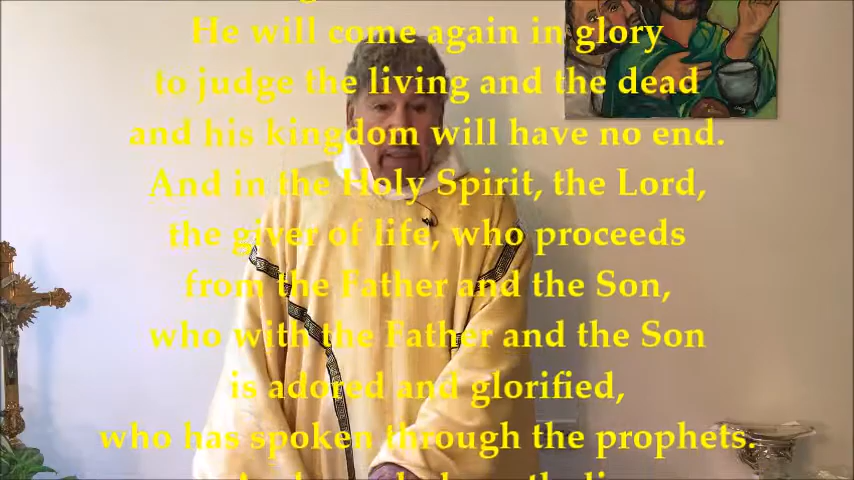 He will come again in glory
to judge the living and the dead
and his kingdom will have no end.
And in the Holy Spirit, the Lord,
the giver of life, who proceeds
from the Father and the Son,
who with the Father and the Son
is adored and glorified,
who has spoken through the prophets.